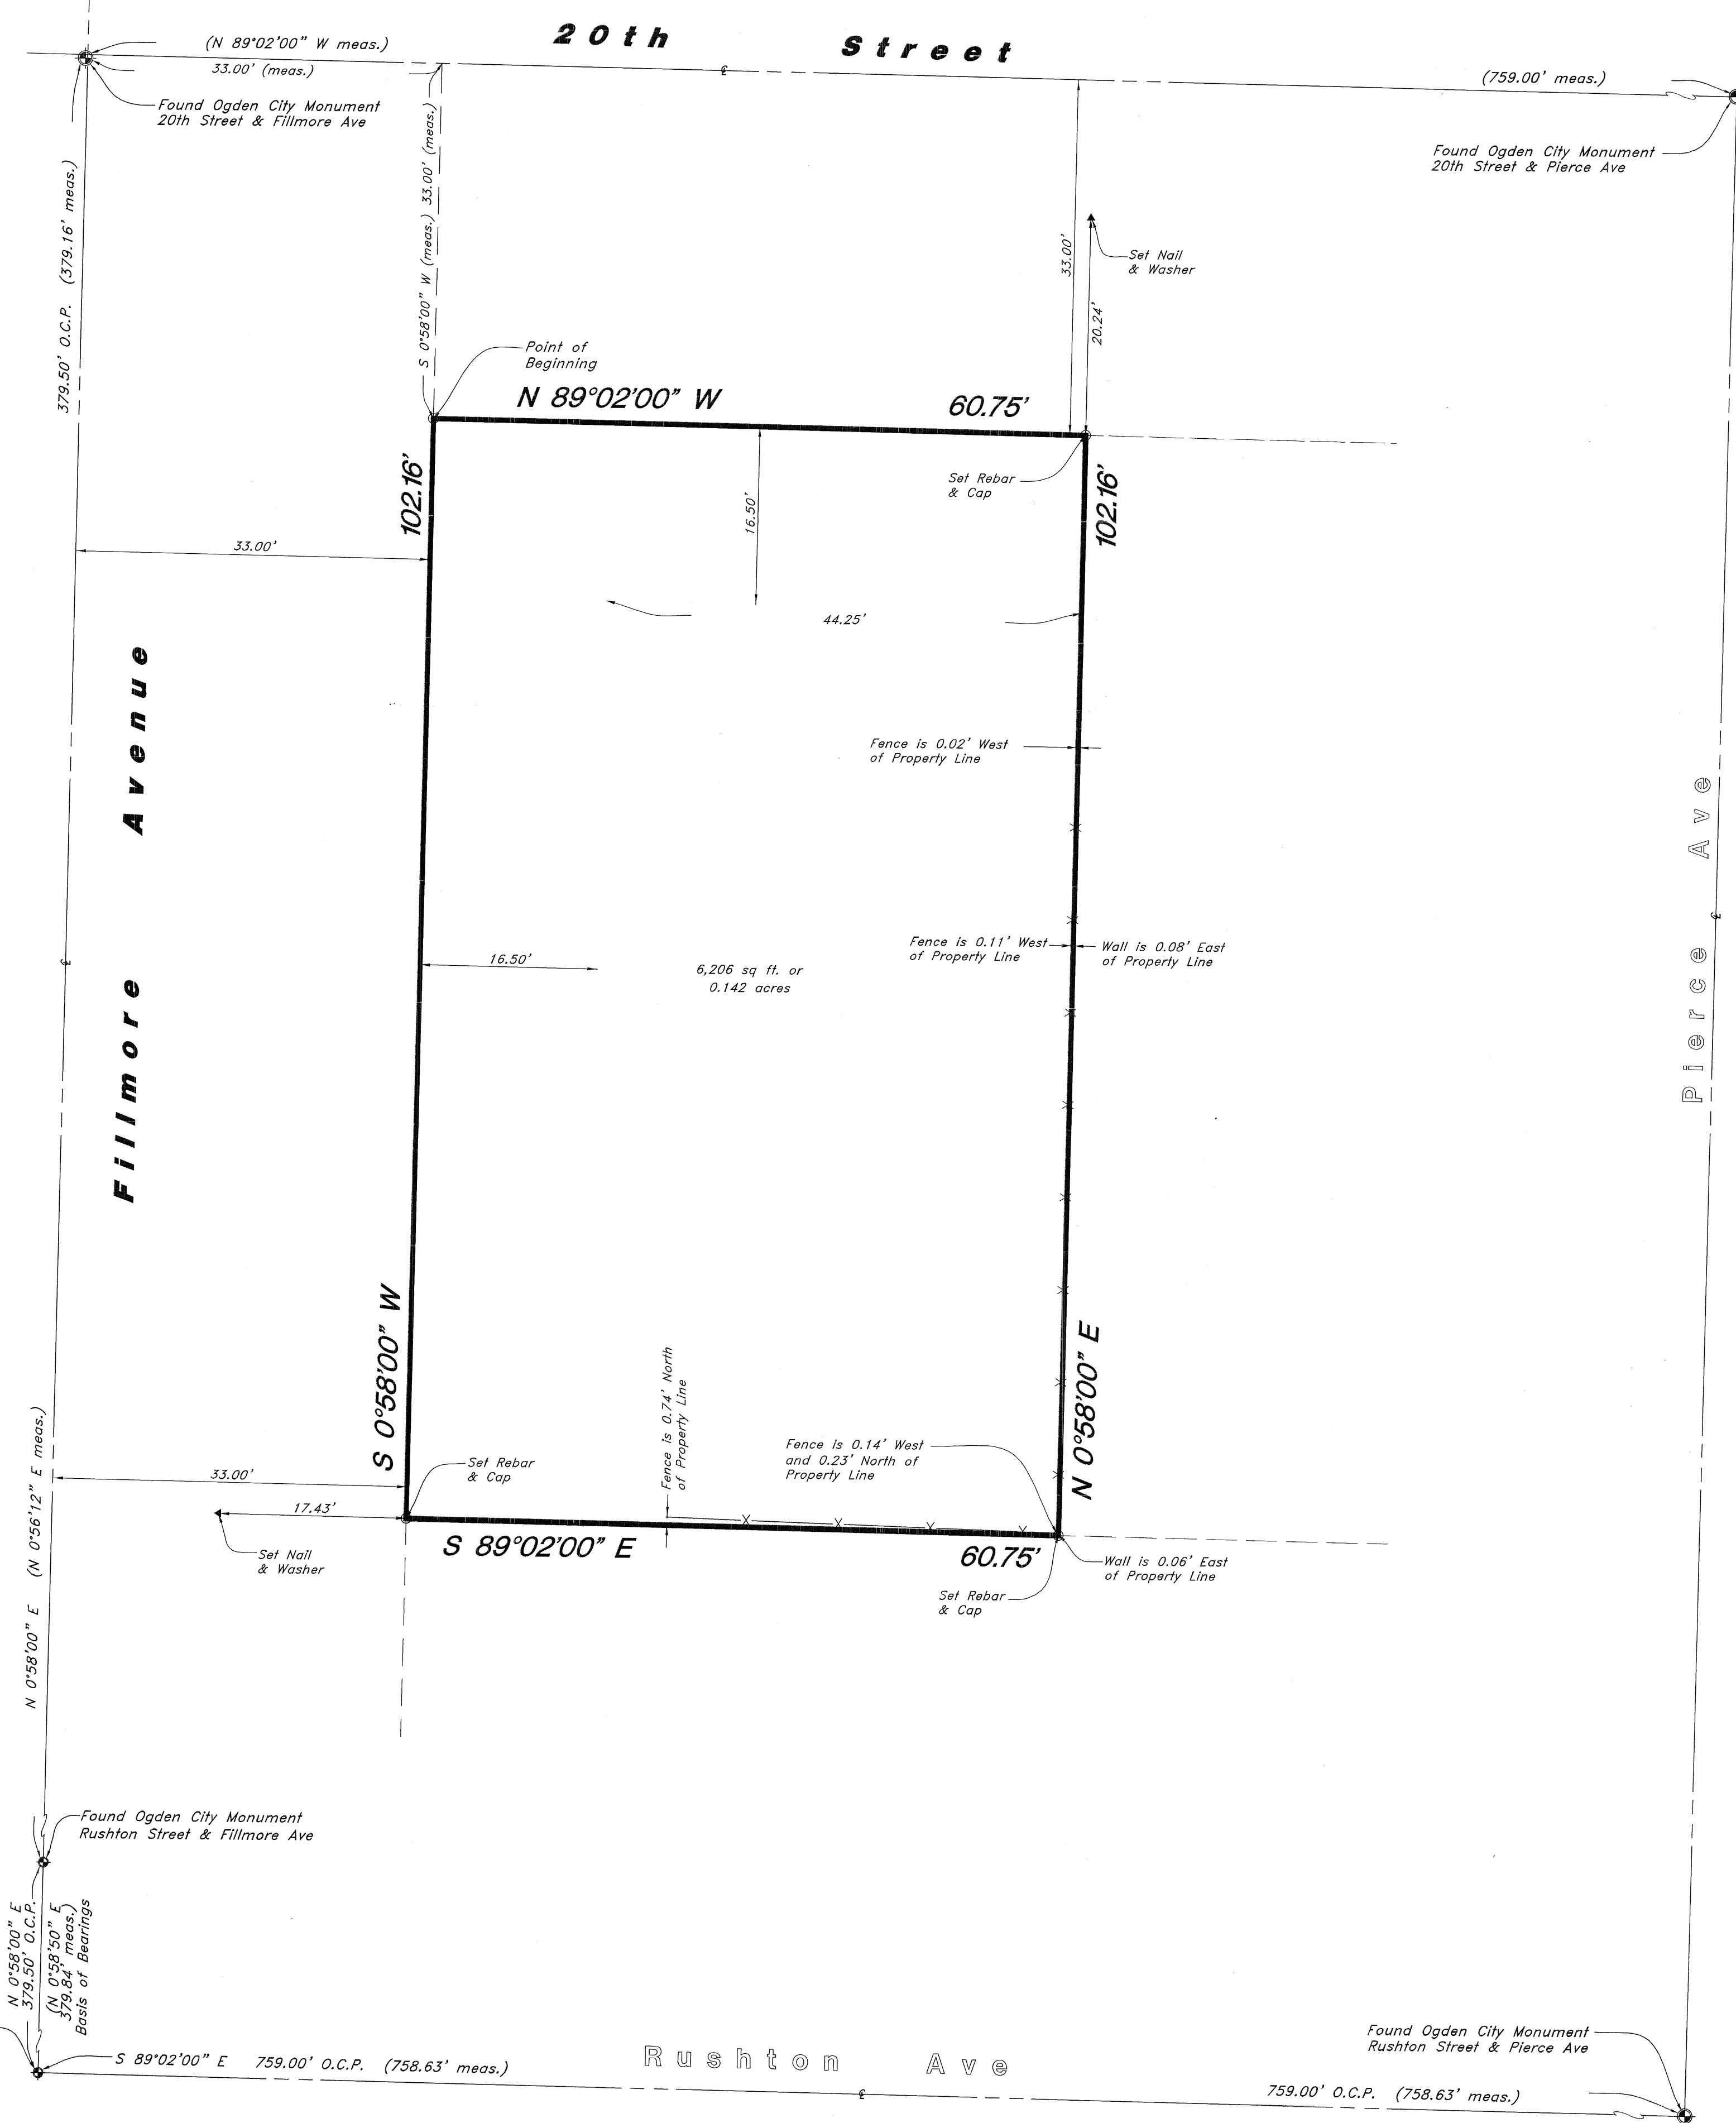 20th Street
(N 89°02'00" W meas.)
33.00' (meas.)
℄
(759.00' meas.)
Found Ogden City Monument
20th Street & Fillmore Ave
Found Ogden City Monument
20th Street & Pierce Ave
379.50' O.C.P. (379.16' meas.)
S 0°58'00" W (meas.) 33.00' (meas.)
33.00'
20.24'
Set Nail
& Washer
Point of
Beginning
N 89°02'00" W
60.75'
102.16'
Set Rebar
& Cap
102.16'
16.50'
33.00'
44.25'
Fillmore Avenue
℄
Fence is 0.02' West
of Property Line
Pierce Ave
℄
Fence is 0.11' West
of Property Line
Wall is 0.08' East
of Property Line
16.50'
6,206 sq ft. or
0.142 acres
S 0°58'00" W
N 0°58'00" E
Fence is 0.74' North
of Property Line
Fence is 0.14' West
and 0.23' North of
Property Line
33.00'
Set Rebar
& Cap
17.43'
Set Nail
& Washer
S 89°02'00" E
60.75'
Wall is 0.06' East
of Property Line
Set Rebar
& Cap
N 0°58'00" E (N 0°56'12" E meas.)
Found Ogden City Monument
Rushton Street & Fillmore Ave
N 0°58'00" E
379.50' O.C.P.
(N 0°58'50" E
379.84' meas.)
Basis of Bearings
S 89°02'00" E 759.00' O.C.P. (758.63' meas.)
Rushton Ave
℄
Found Ogden City Monument
Rushton Street & Pierce Ave
759.00' O.C.P. (758.63' meas.)